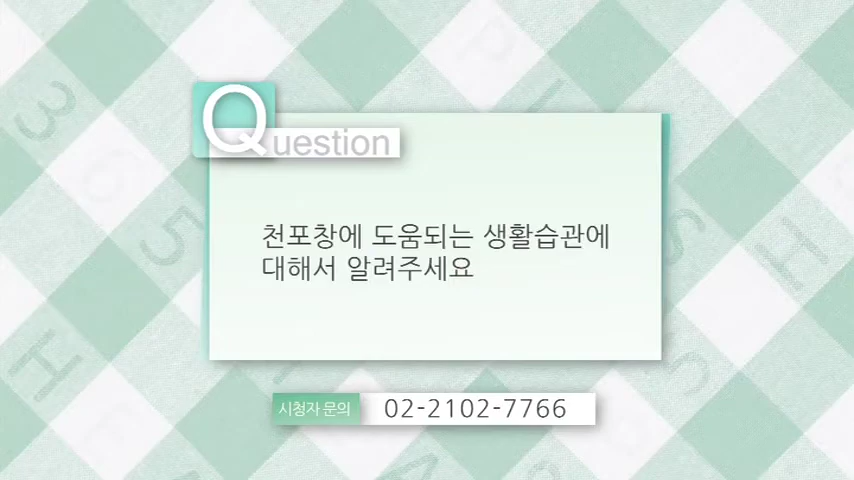 Question
천포창에 도움되는 생활습관에
대해서 알려주세요
시청자 문의 02-2102-7766